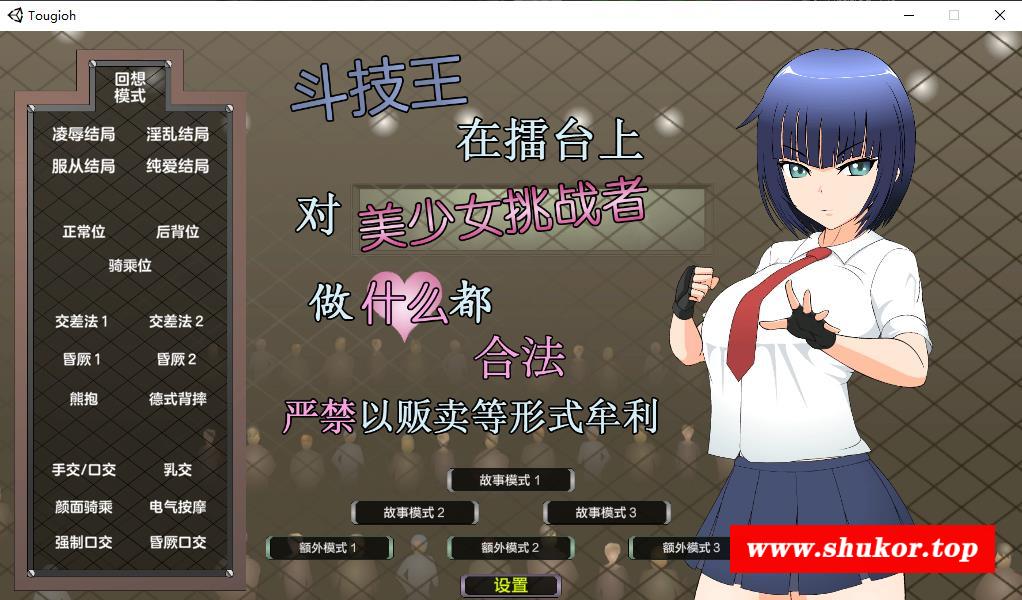 Tougioh
回想
模式
凌辱结局 淫乱结局
服从结局 纯爱结局
正常位 后背位
骑乘位
交差法1 交差法2
昏厥1 昏厥2
熊抱 德式背摔
手交/口交 乳交
颜面骑乘 电气按摩
强制口交 昏厥口交
斗技王
在擂台上
对 美少女挑战者
做 什么 都
合法
严禁以贩卖等形式牟利
故事模式1
故事模式2 故事模式3
额外模式1 额外模式2 额外模式3
设置
www.shukor.top